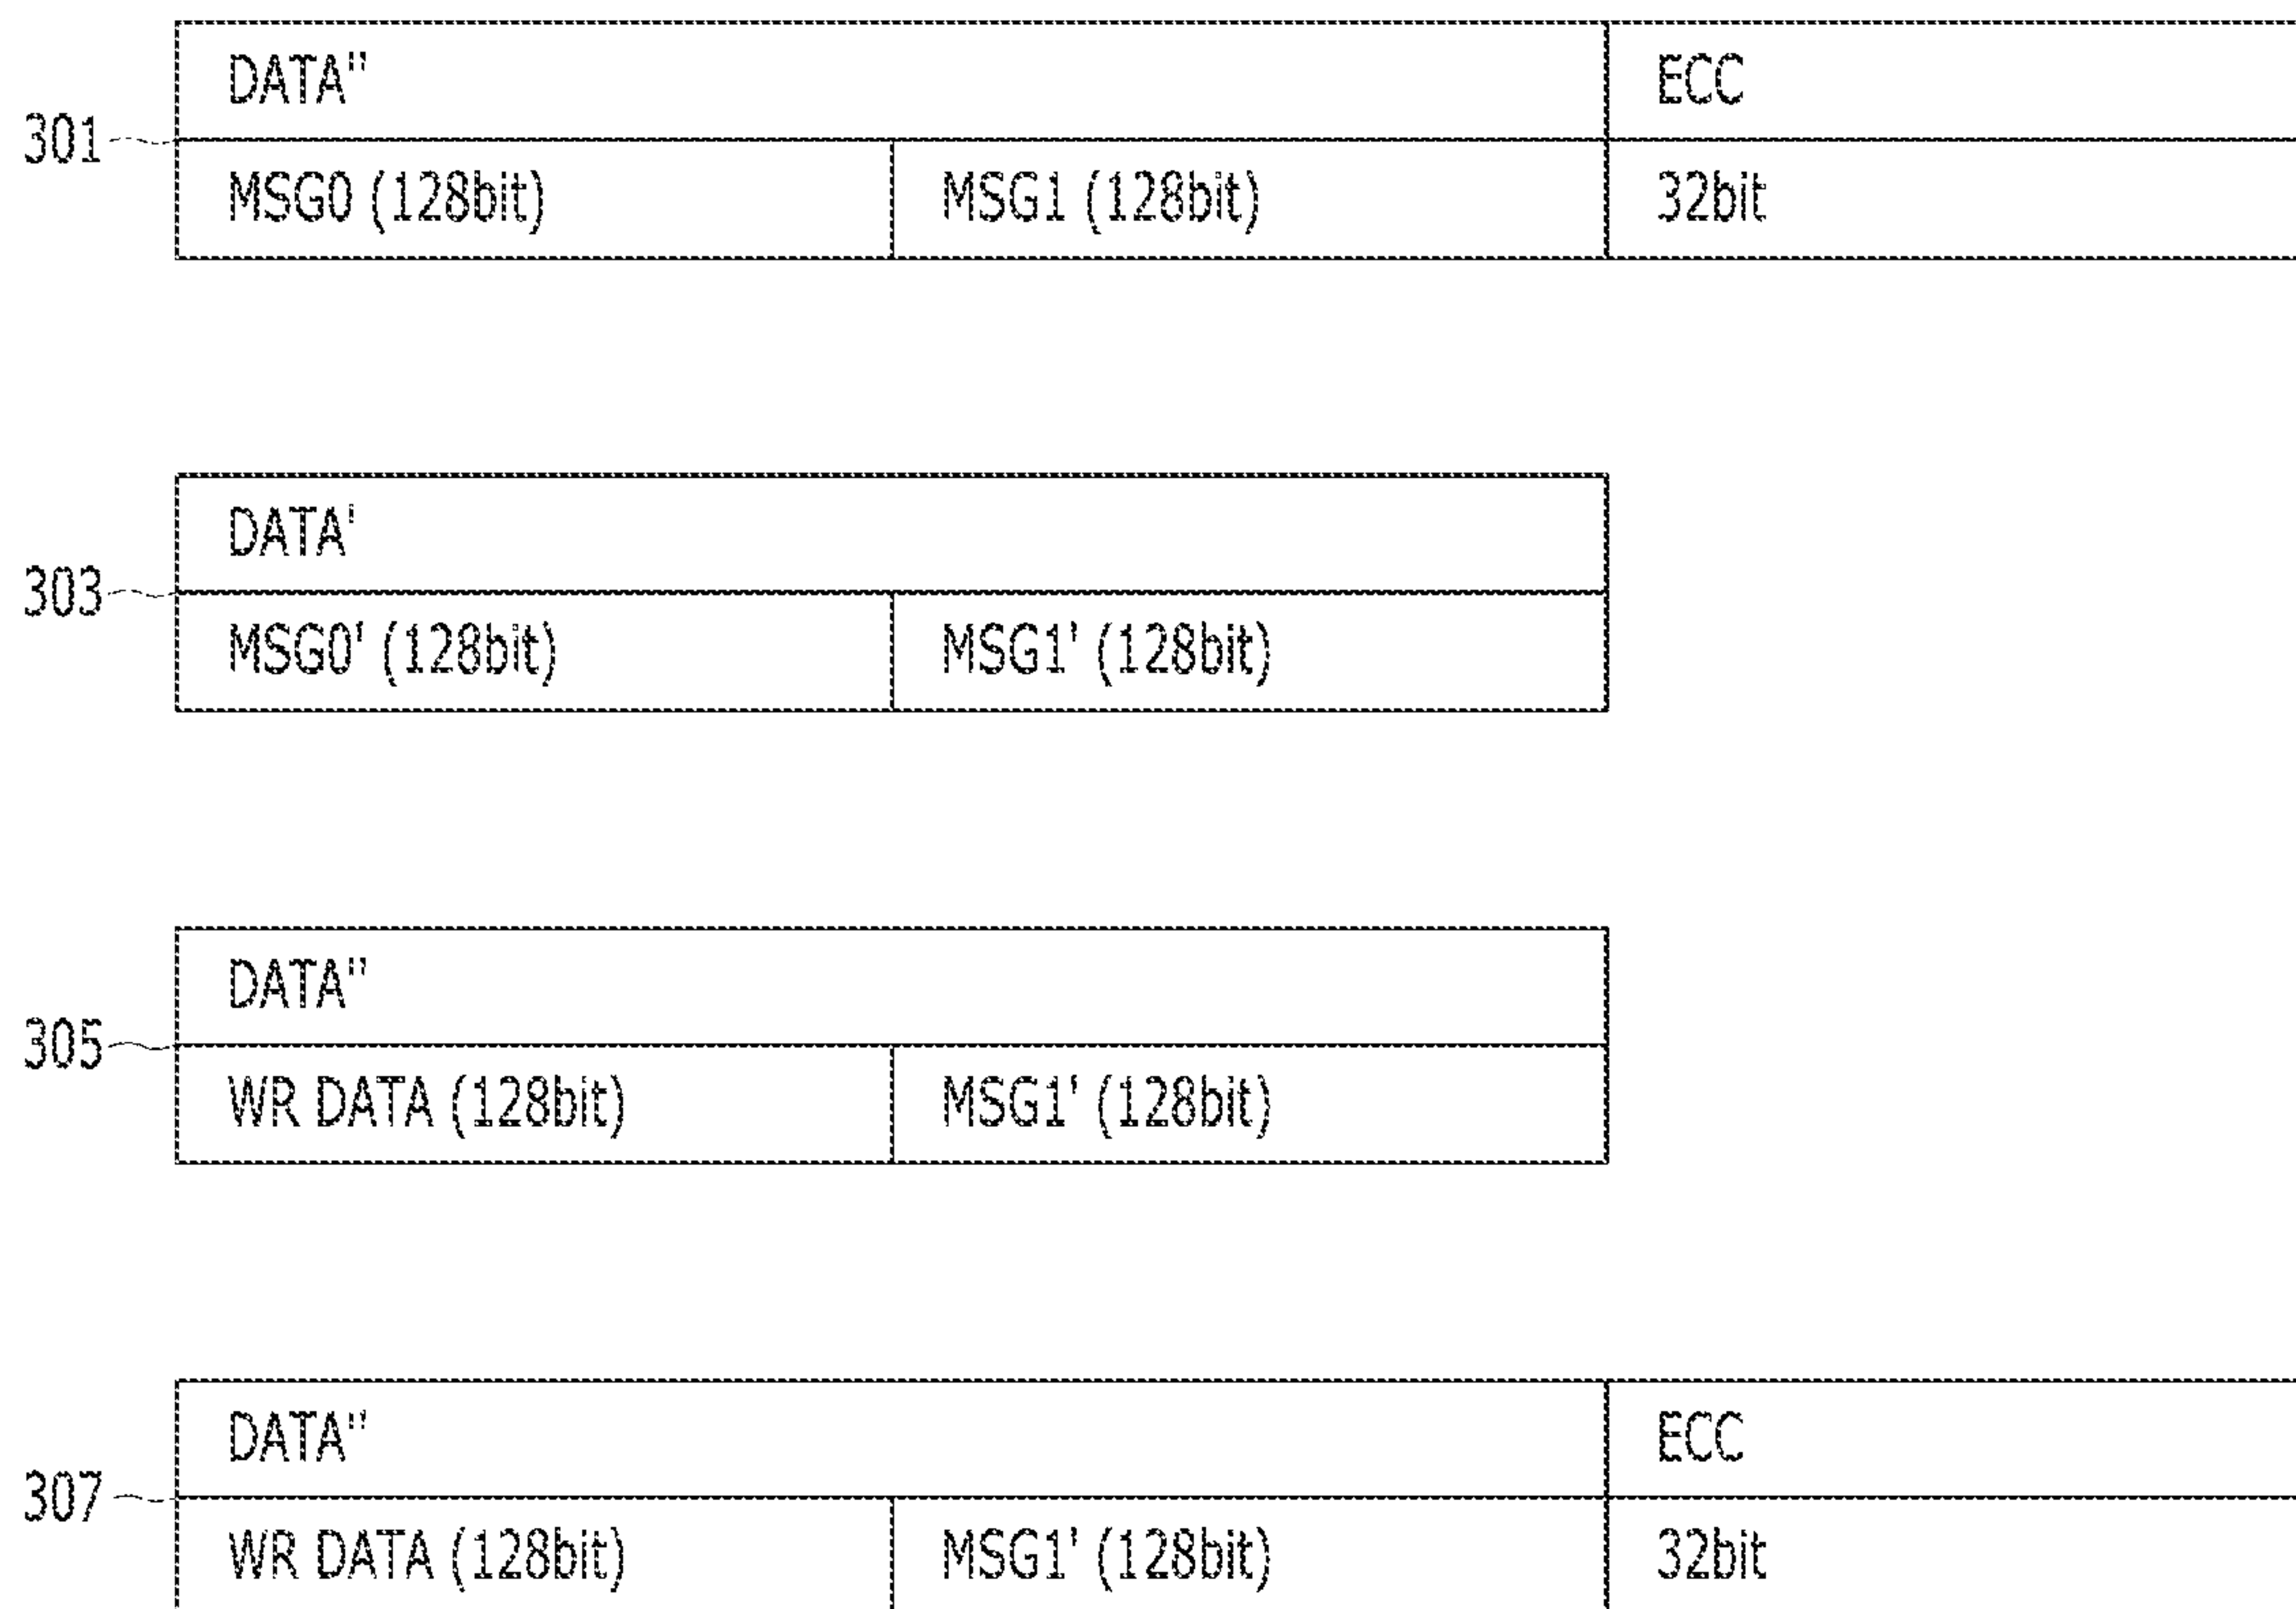 DATA" ECC
301
MSG0 (128bit) MSG1 (128bit) 32bit
DATA'
303
MSG0' (128bit) MSG1' (128bit)
DATA"
305
WR DATA (128bit) MSG1' (128bit)
DATA" ECC
307
WR DATA (128bit) MSG1' (128bit) 32bit